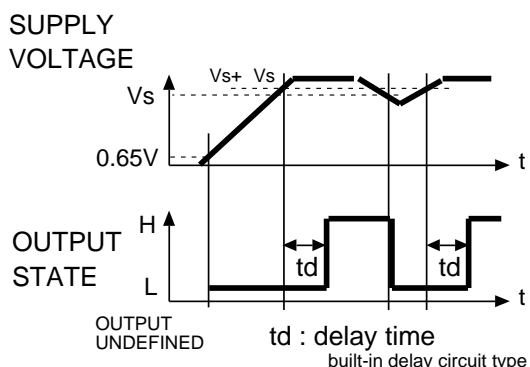 SUPPLY
VOLTAGE
Vs+ Vs
Vs
0.65V
t
H
OUTPUT
STATE
td
td
L
t
OUTPUT
UNDEFINED
td : delay time
built-in delay circuit type